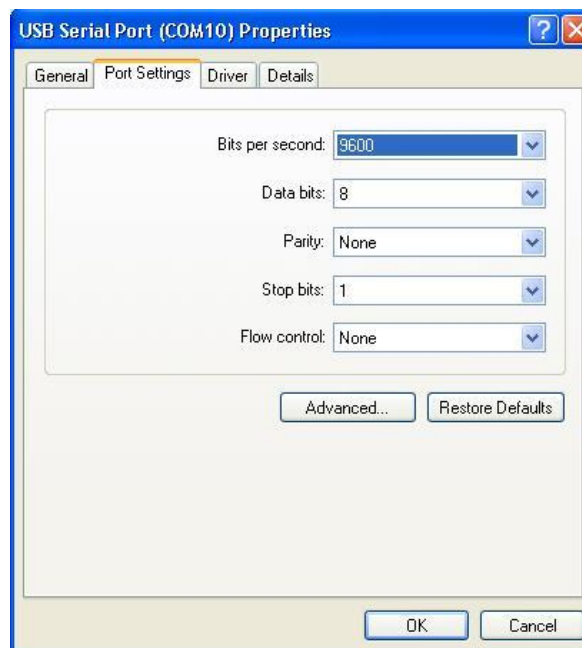 USB Serial Port (COM10) Properties
General Port Settings Driver Details
Bits per second: 9600
Data bits: 8
Parity: None
Stop bits: 1
Flow control: None
Advanced... Restore Defaults
OK Cancel